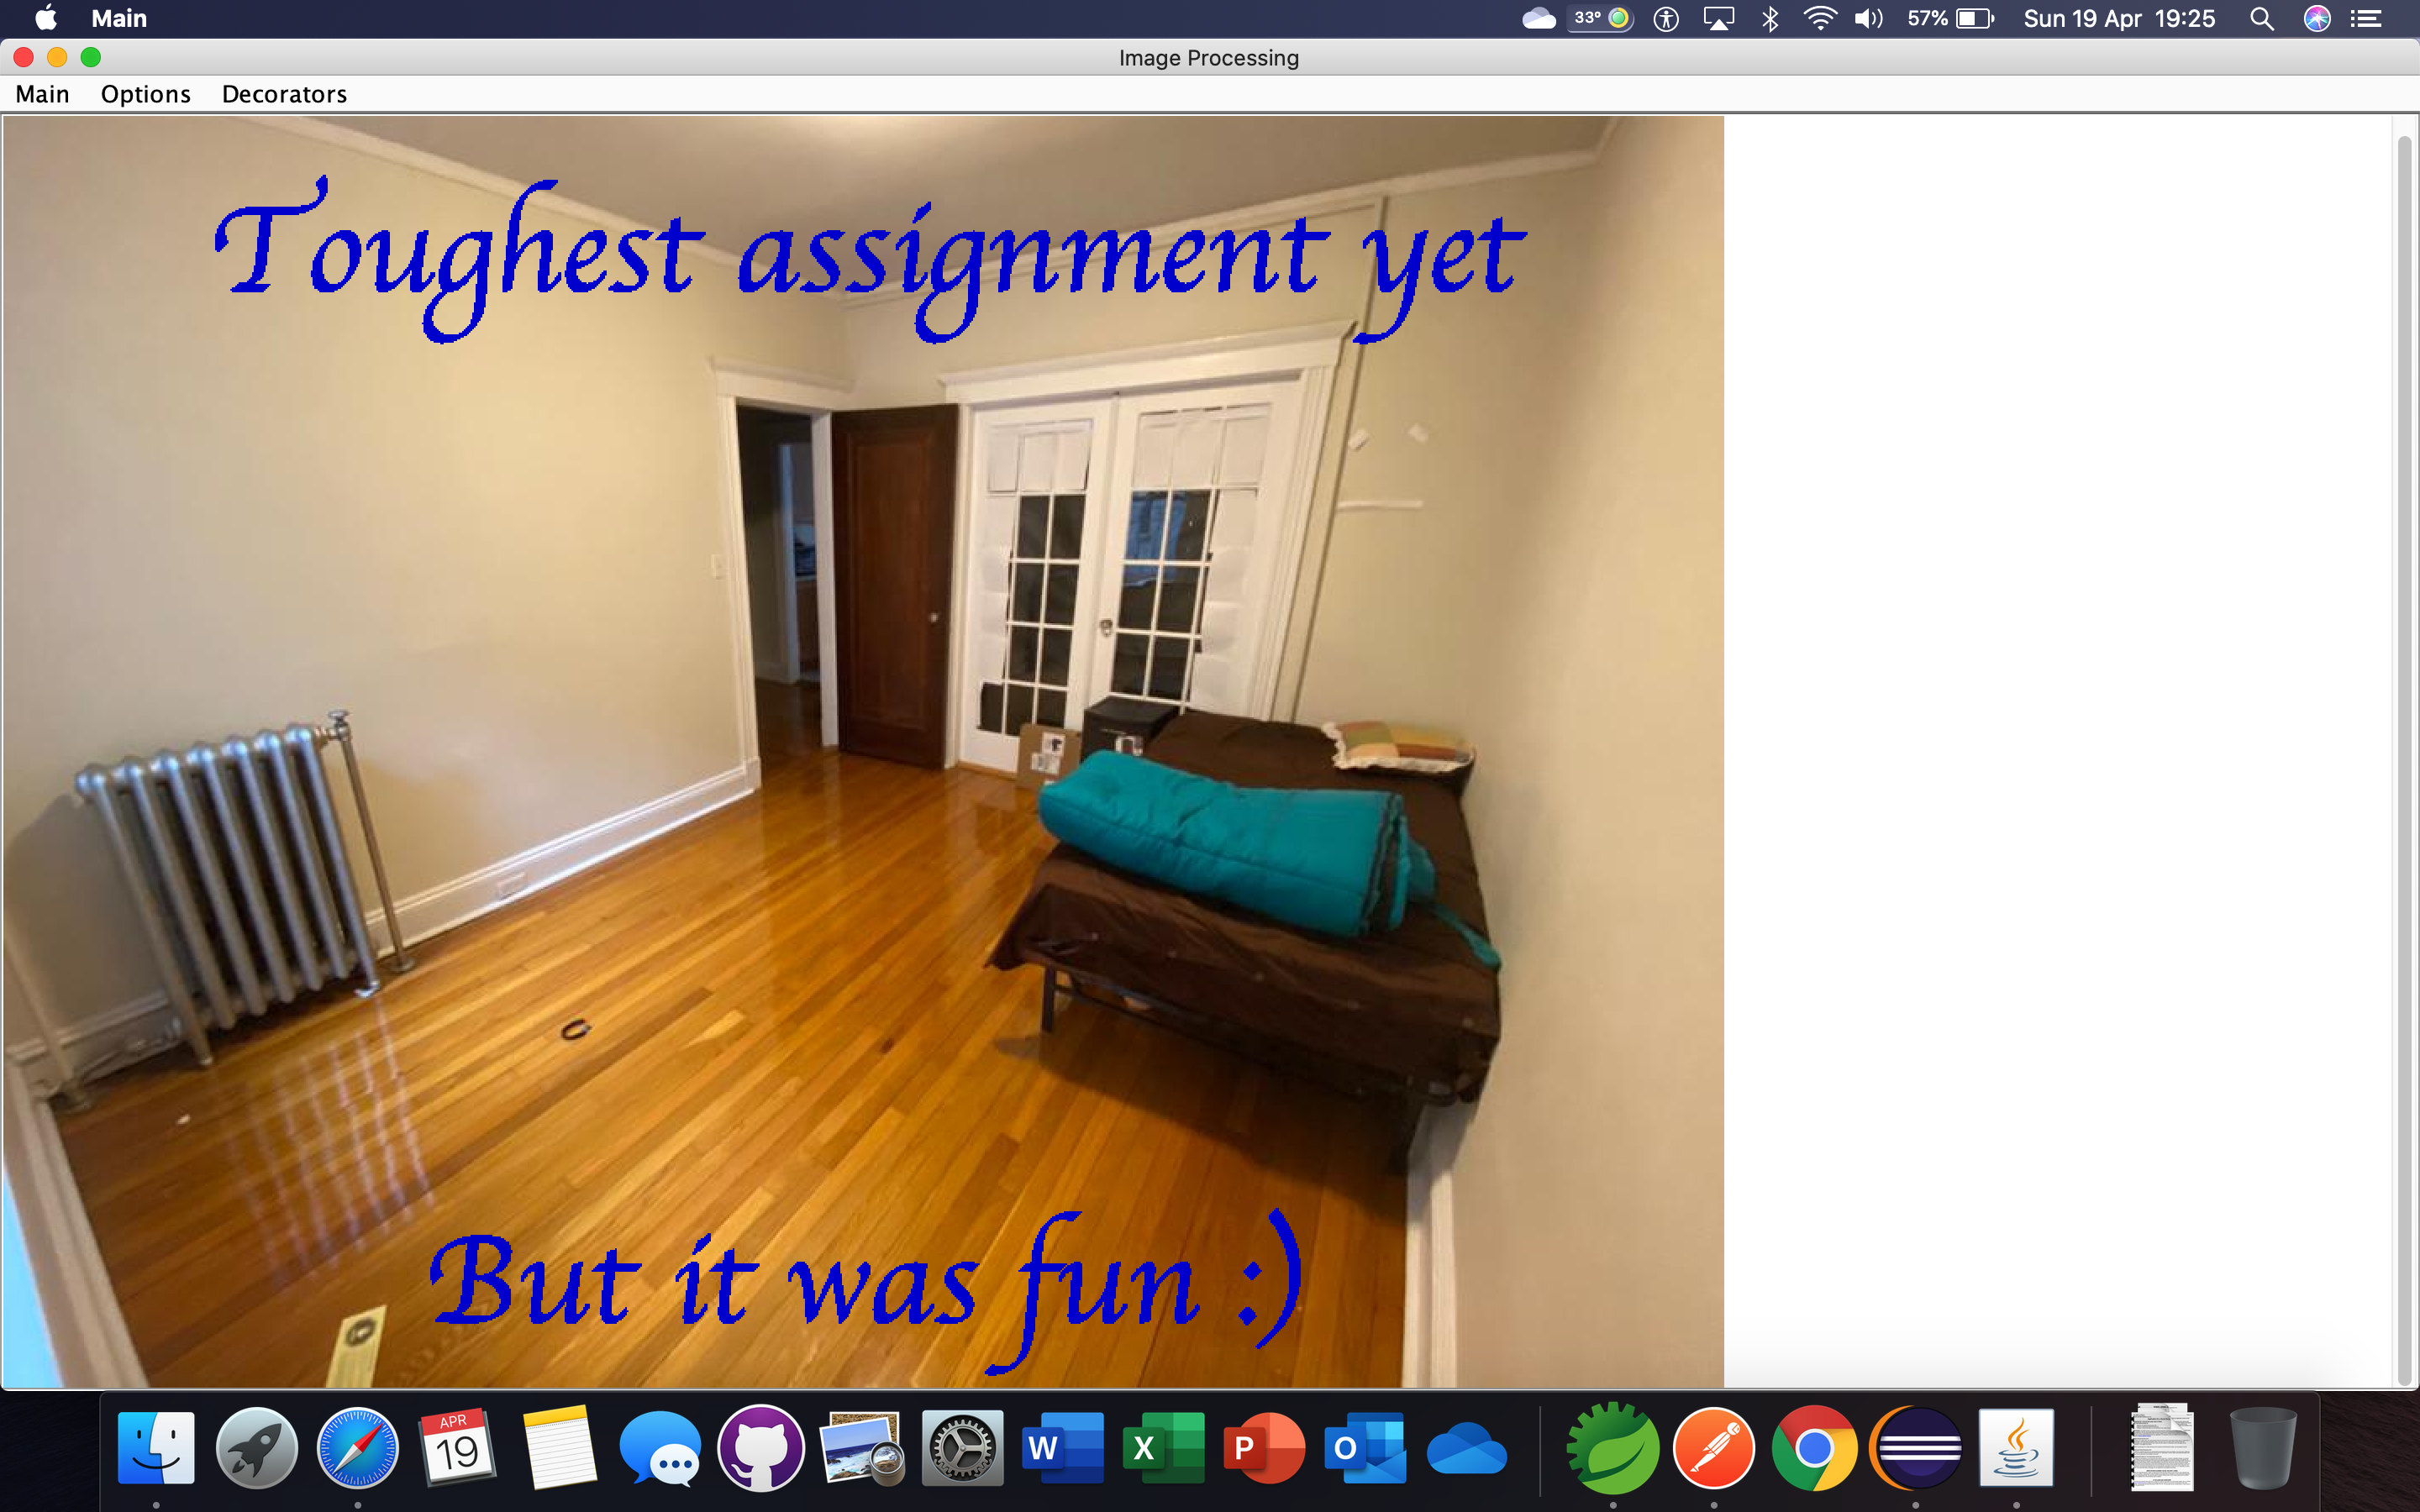 Main
33°
57%
Sun 19 Apr 19:25
Image Processing
Main Options Decorators
Toughest assignment yet
But it was fun :)
APR
19
W
X
P
O